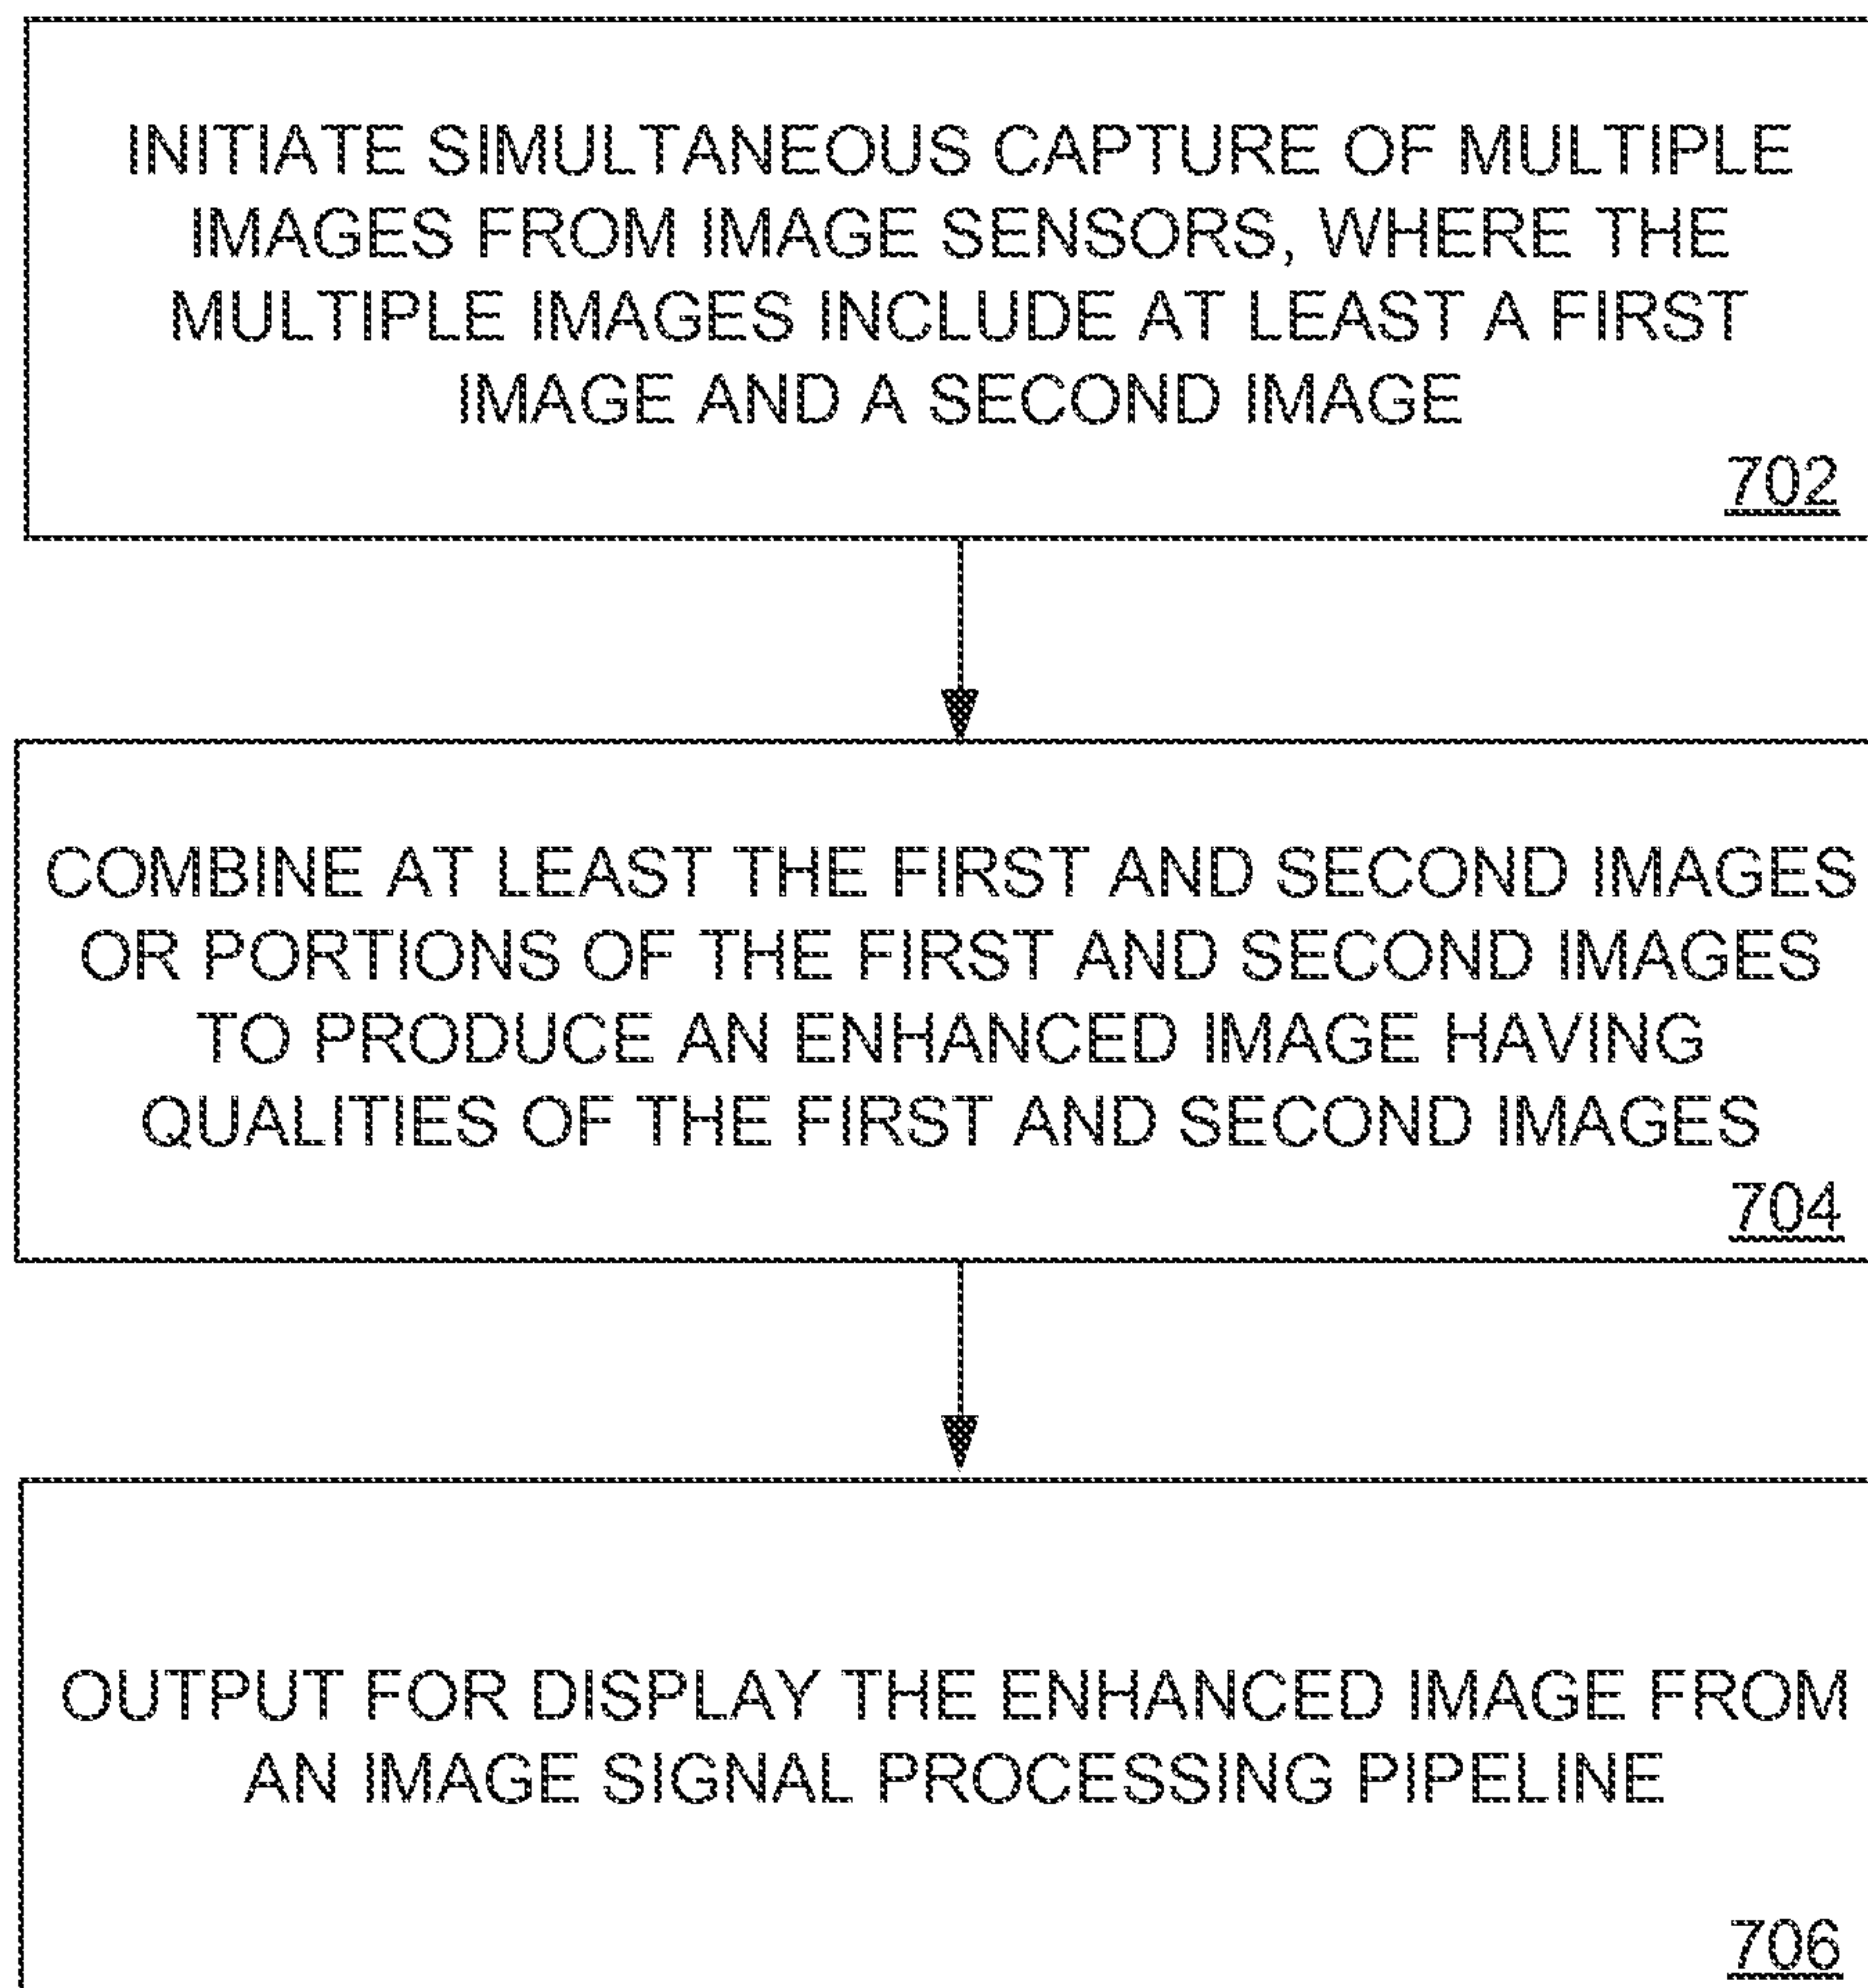 INITIATE SIMULTANEOUS CAPTURE OF MULTIPLE
IMAGES FROM IMAGE SENSORS, WHERE THE
MULTIPLE IMAGES INCLUDE AT LEAST A FIRST
IMAGE AND A SECOND IMAGE
702
COMBINE AT LEAST THE FIRST AND SECOND IMAGES
OR PORTIONS OF THE FIRST AND SECOND IMAGES
TO PRODUCE AN ENHANCED IMAGE HAVING
QUALITIES OF THE FIRST AND SECOND IMAGES
704
OUTPUT FOR DISPLAY THE ENHANCED IMAGE FROM
AN IMAGE SIGNAL PROCESSING PIPELINE
706